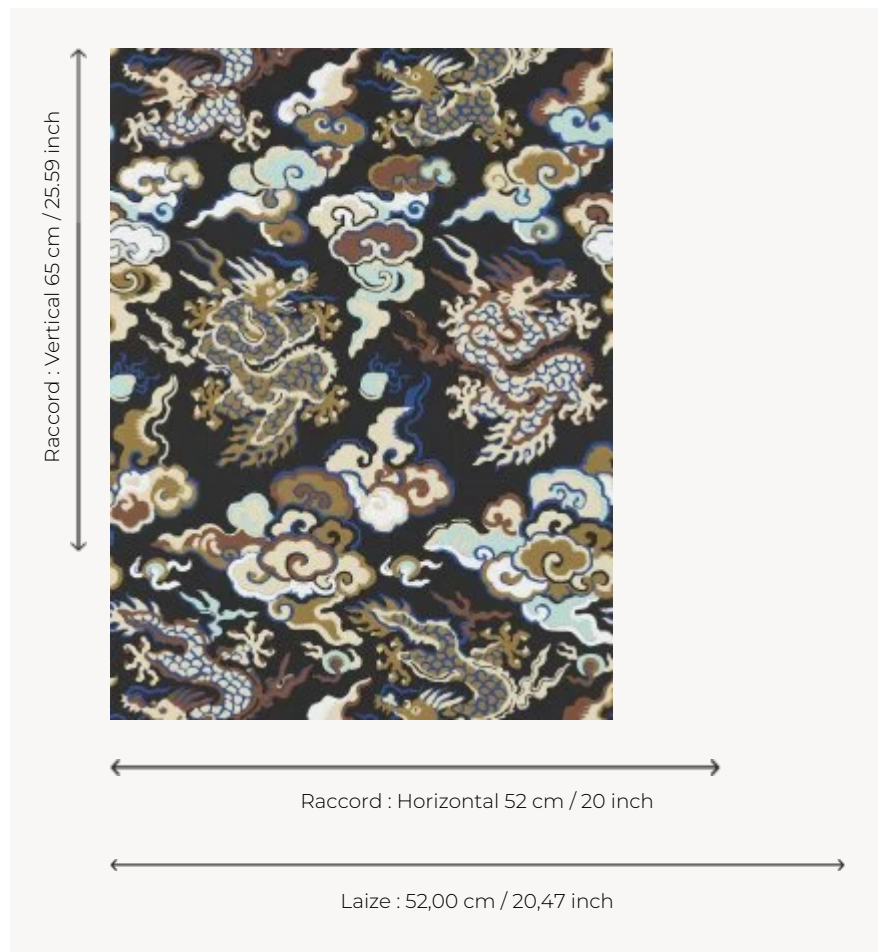 Raccord : Vertical 65 cm / 25.59 inch
Raccord : Horizontal 52 cm / 20 inch
Laize : 52,00 cm / 20,47 inch